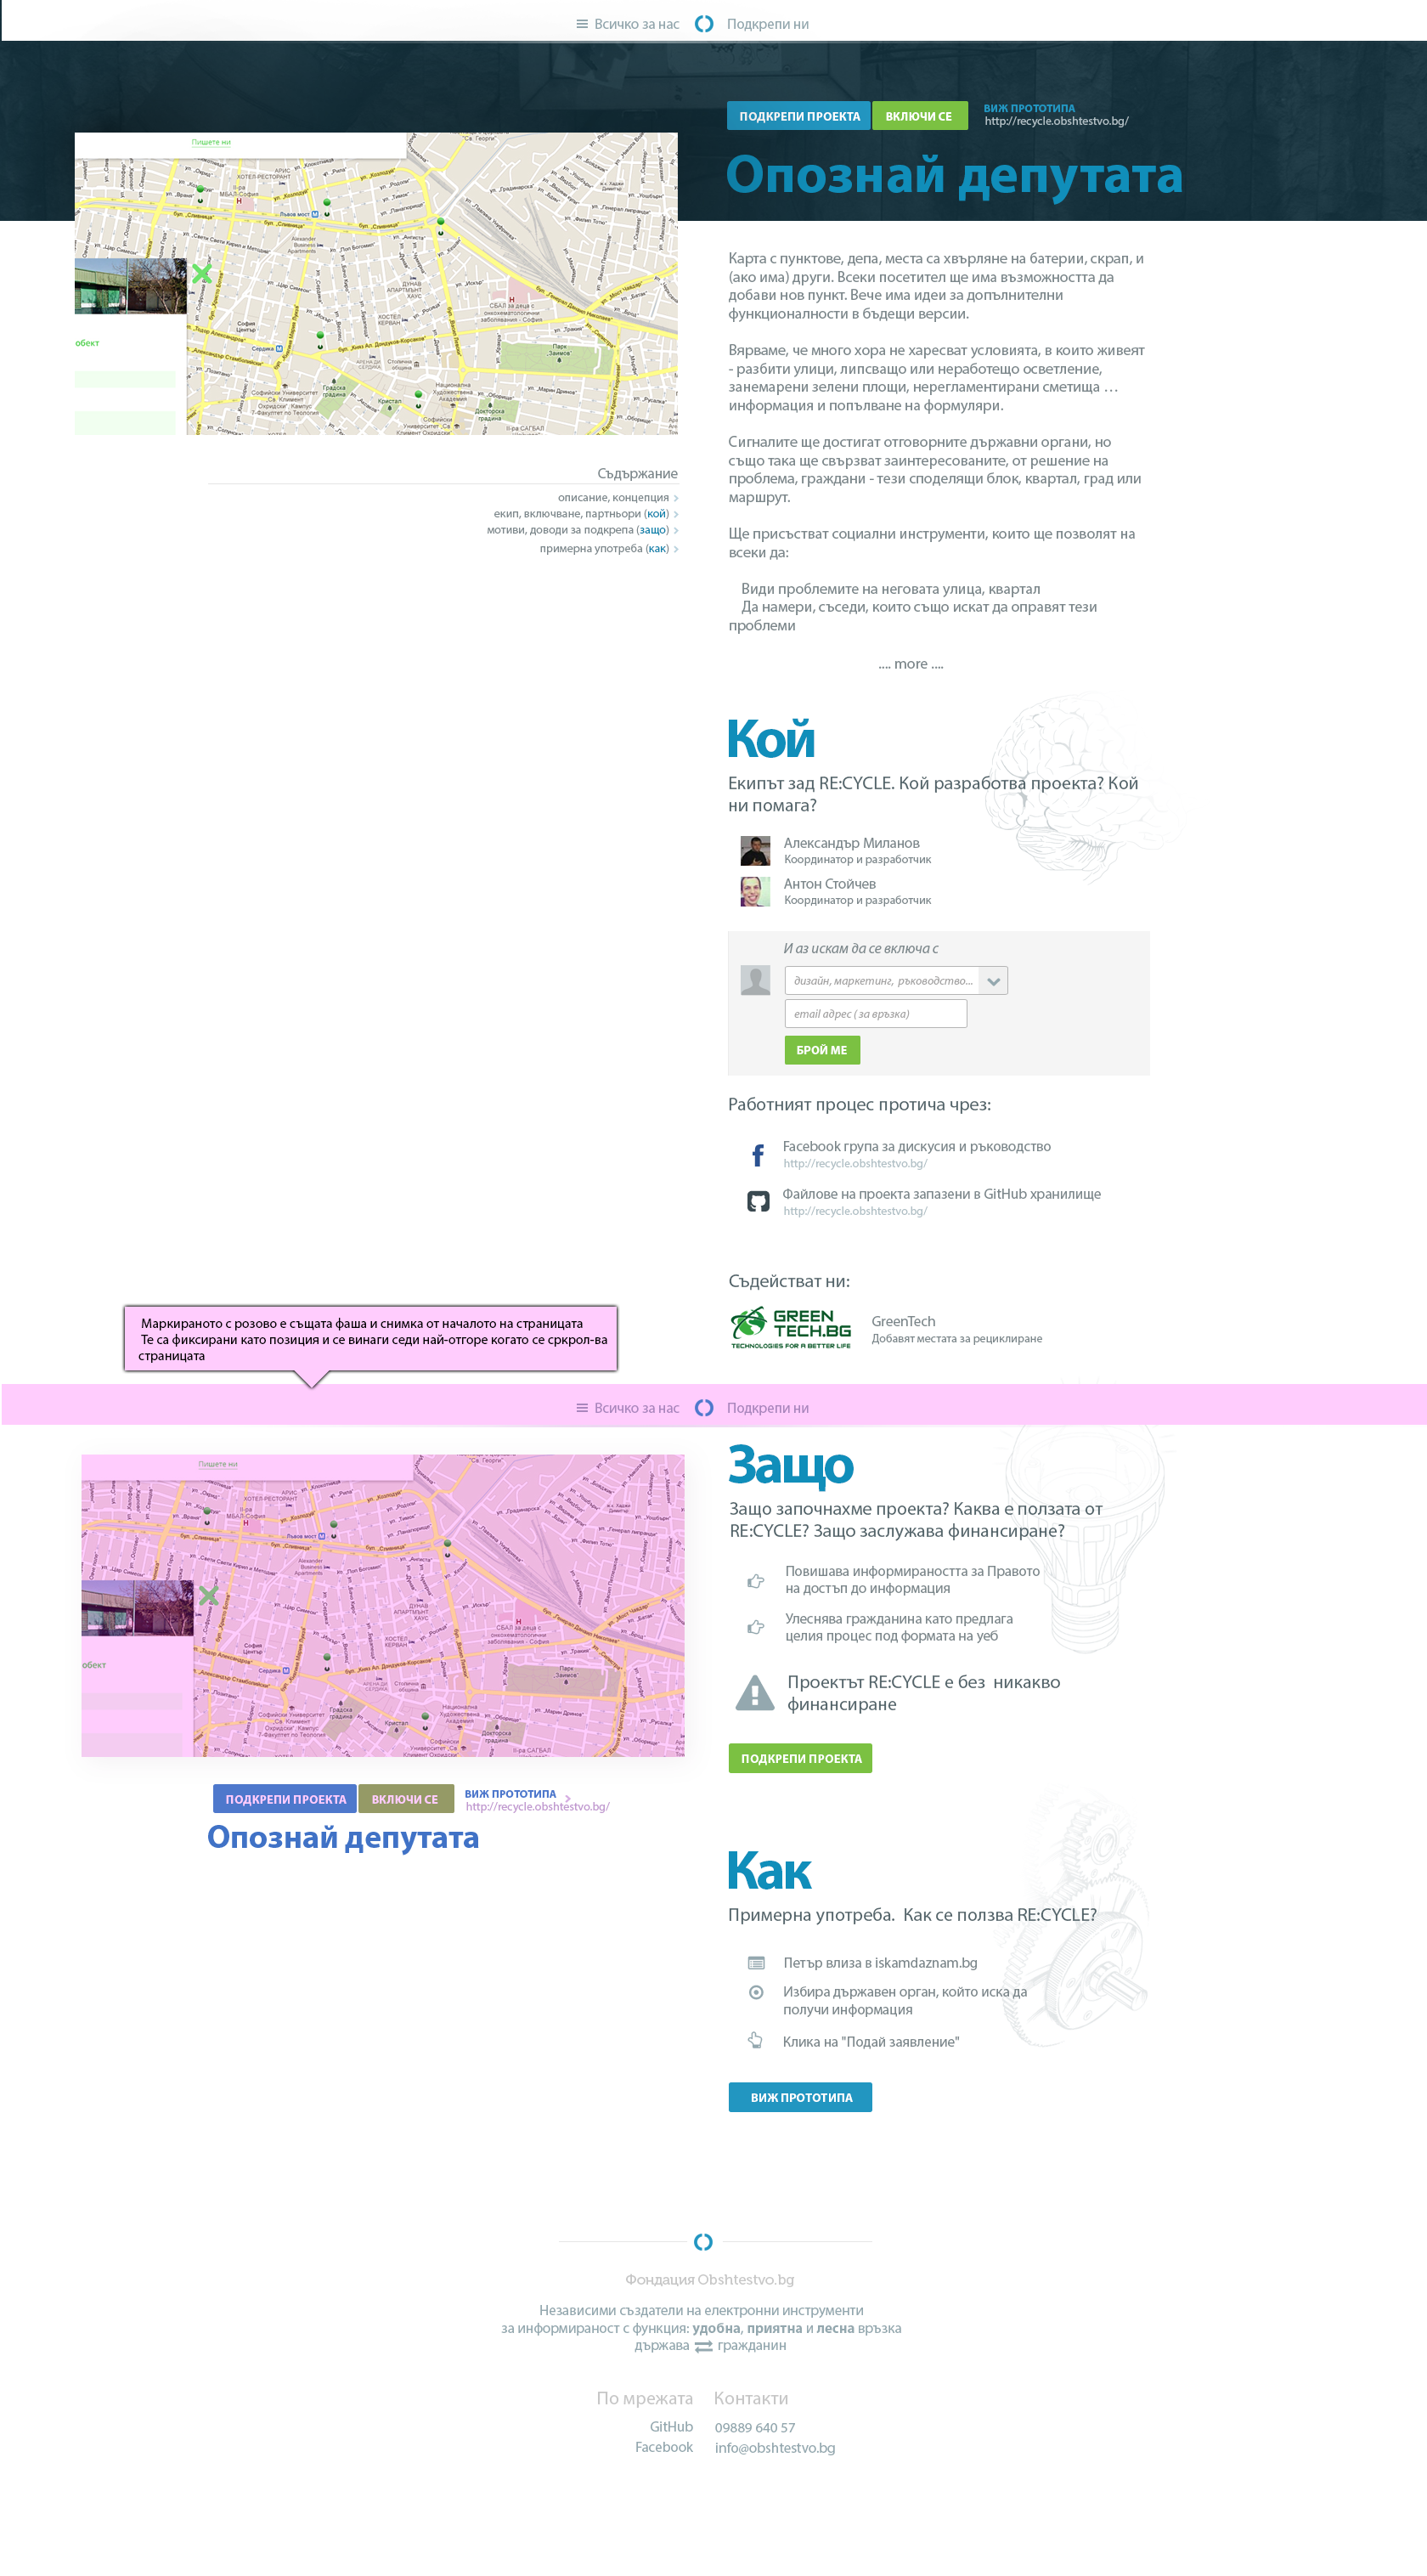 Всичко за нас
Подкрепи ни
ПОДКРЕПИ ПРОЕКТА
ВКЛЮЧИ СЕ
ВИЖ ПРОТОТИПА
http://recycle.obshtestvo.bg/
Опознай депутата
Пишете ни
обект
Съдържание
описание, концепция
екип, включване, партньори (кой)
мотиви, доводи за подкрепа (защо)
примерна употреба (как)
Карта с пунктове, депа, места са хвърляне на батерии, скрап, и
(ако има) други. Всеки посетител ще има възможността да
добави нов пункт. Вече има идеи за допълнителни
функционалности в бъдещи версии.
Вярваме, че много хора не харесват условията, в които живеят
- разбити улици, липсващо или неработещо осветление,
занемарени зелени площи, нерегламентирани сметища …
информация и попълване на формуляри.
Сигналите ще достигат отговорните държавни органи, но
също така ще свързват заинтересованите, от решение на
проблема, граждани - тези споделящи блок, квартал, град или
маршрут.
Ще присъстват социални инструменти, които ще позволят на
всеки да:
Види проблемите на неговата улица, квартал
Да намери, съседи, които също искат да оправят тези
проблеми
.... more ....
Кой
Екипът зад RE:CYCLE. Кой разработва проекта? Кой
ни помага?
Александър Миланов
Координатор и разработчик
Антон Стойчев
Координатор и разработчик
И аз искам да се включа с
дизайн, маркетинг, ръководство...
email адрес ( за връзка)
БРОЙ МЕ
Работният процес протича чрез:
Facebook група за дискусия и ръководство
http://recycle.obshtestvo.bg/
Файлове на проекта запазени в GitHub хранилище
http://recycle.obshtestvo.bg/
Съдействат ни:
GREEN
TECH.BG
TECHNOLOGIES FOR A BETTER LIFE
GreenTech
Добавят местата за рециклиране
Маркираното с розово е същата фаша и снимка от началото на страницата
Те са фиксирани като позиция и се винаги седи най-отгоре когато се сркрол-ва
страницата
Всичко за нас
Подкрепи ни
Пишете ни
обект
ПОДКРЕПИ ПРОЕКТА
ВКЛЮЧИ СЕ
ВИЖ ПРОТОТИПА
http://recycle.obshtestvo.bg/
Опознай депутата
Защо
Защо започнахме проекта? Каква е ползата от
RE:CYCLE? Защо заслужава финансиране?
Повишава информираността за Правото
на достъп до информация
Улеснява гражданина като предлага
целия процес под формата на уеб
Проектът RE:CYCLE е без никакво
финансиране
ПОДКРЕПИ ПРОЕКТА
Как
Примерна употреба. Как се ползва RE:CYCLE?
Петър влиза в iskamdaznam.bg
Избира държавен орган, който иска да
получи информация
Клика на "Подай заявление"
ВИЖ ПРОТОТИПА
Фондация Obshtestvo.bg
Независими създатели на електронни инструменти
за информираност с функция: удобна, приятна и лесна връзка
държава гражданин
По мрежата
GitHub
Facebook
Контакти
09889 640 57
info@obshtestvo.bg